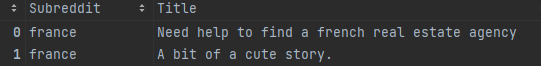 Subreddit Title
0 france Need help to find a french real estate agency
1 france A bit of a cute story.